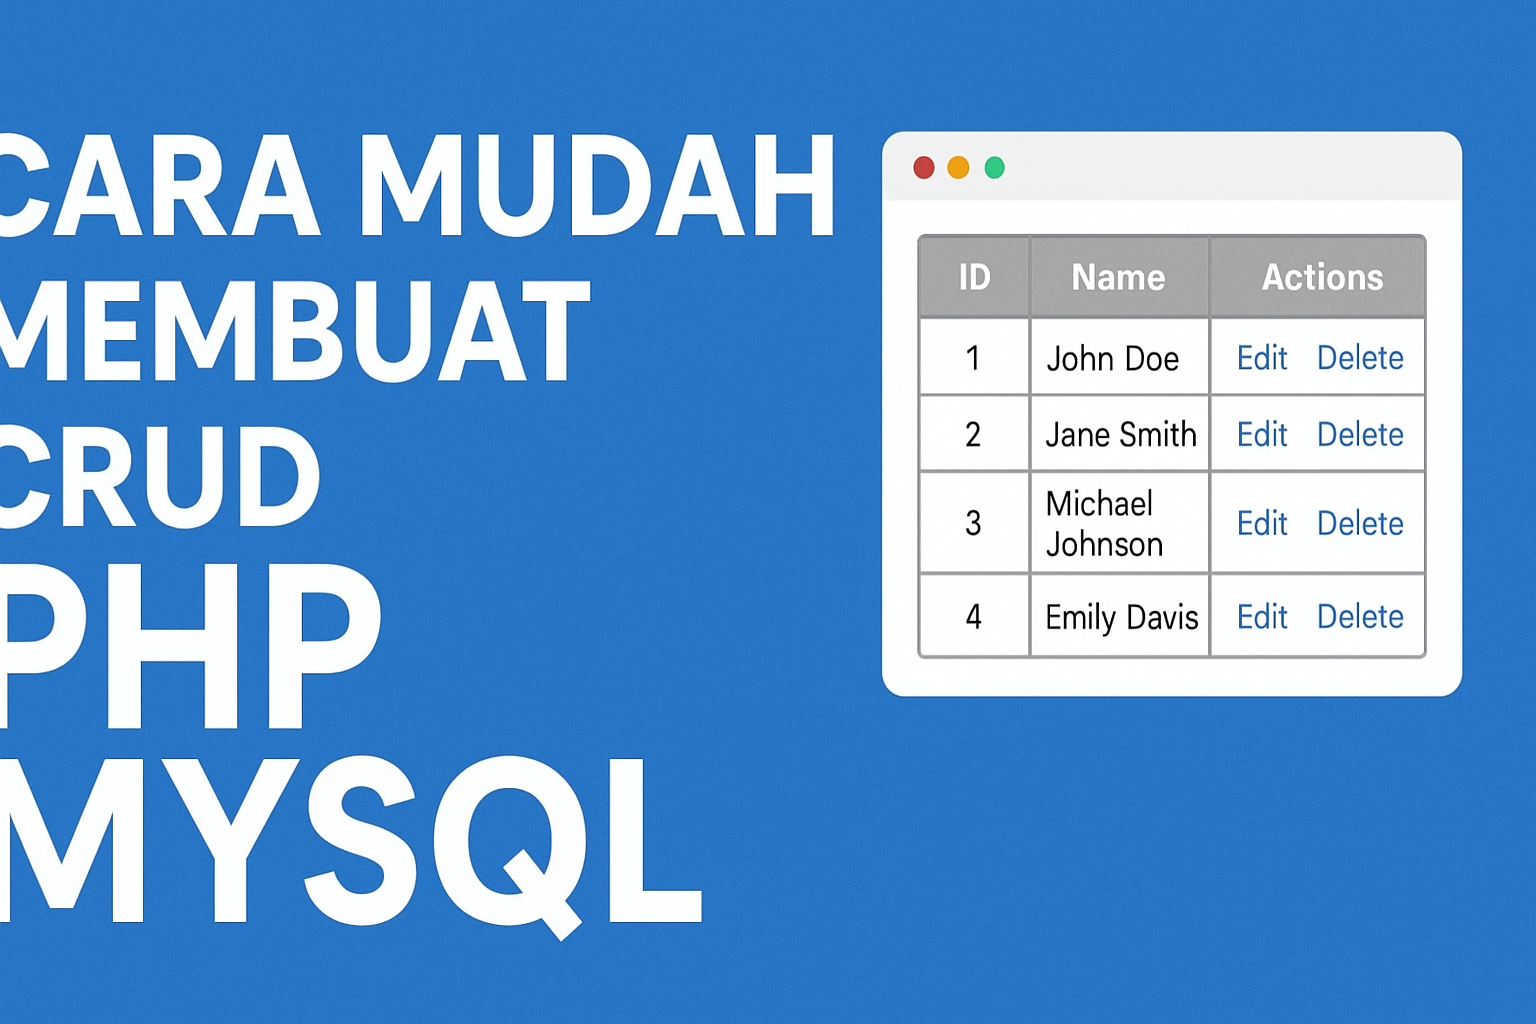 CARA MUDAH
MEMBUAT
CRUD
PHP
MYSQL
ID Name Actions
1 John Doe Edit Delete
2 Jane Smith Edit Delete
3 Michael Johnson Edit Delete
4 Emily Davis Edit Delete